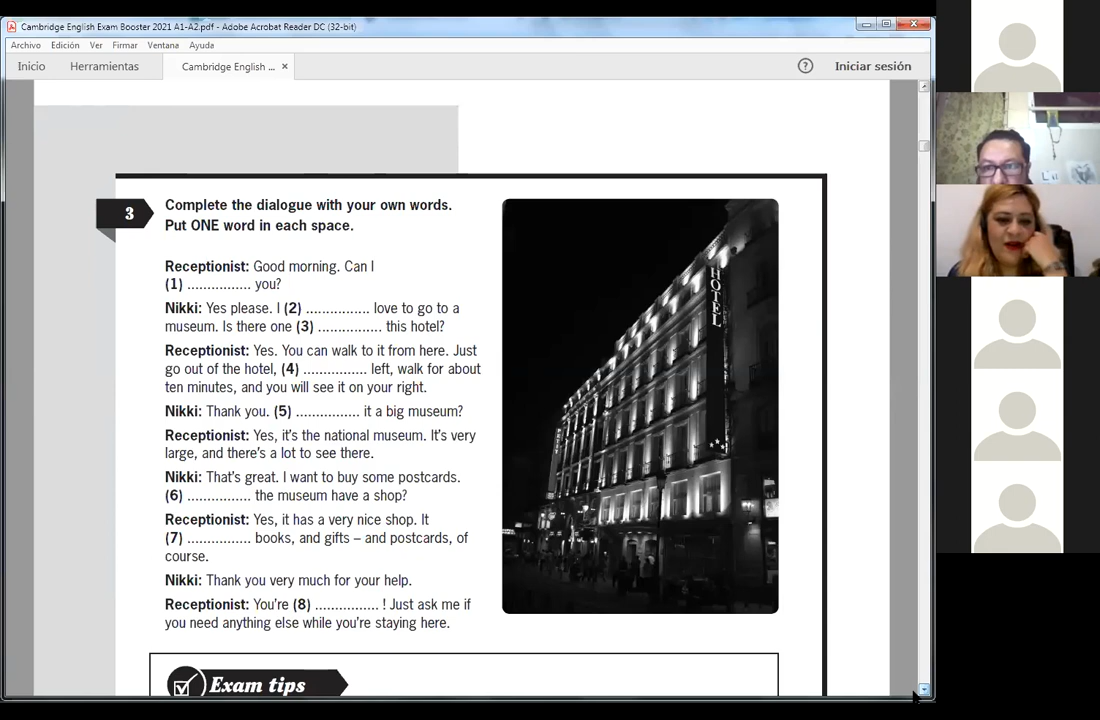 Cambridge English Exam Booster 2021 A1-A2.pdf - Adobe Acrobat Reader DC (32-bit)
Archivo Edición Ver Firmar Ventana Ayuda
Inicio Herramientas Cambridge English ... × ? Iniciar sesión
3 Complete the dialogue with your own words.
Put ONE word in each space.
Receptionist: Good morning. Can I
(1) ................ you?
Nikki: Yes please. I (2) ................ love to go to a
museum. Is there one (3) ................ this hotel?
Receptionist: Yes. You can walk to it from here. Just
go out of the hotel, (4) ................ left, walk for about
ten minutes, and you will see it on your right.
Nikki: Thank you. (5) ................ it a big museum?
Receptionist: Yes, it's the national museum. It's very
large, and there's a lot to see there.
Nikki: That's great. I want to buy some postcards.
(6) ................ the museum have a shop?
Receptionist: Yes, it has a very nice shop. It
(7) ................ books, and gifts – and postcards, of
course.
Nikki: Thank you very much for your help.
Receptionist: You're (8) ................ ! Just ask me if
you need anything else while you're staying here.
HOTEL
Exam tips